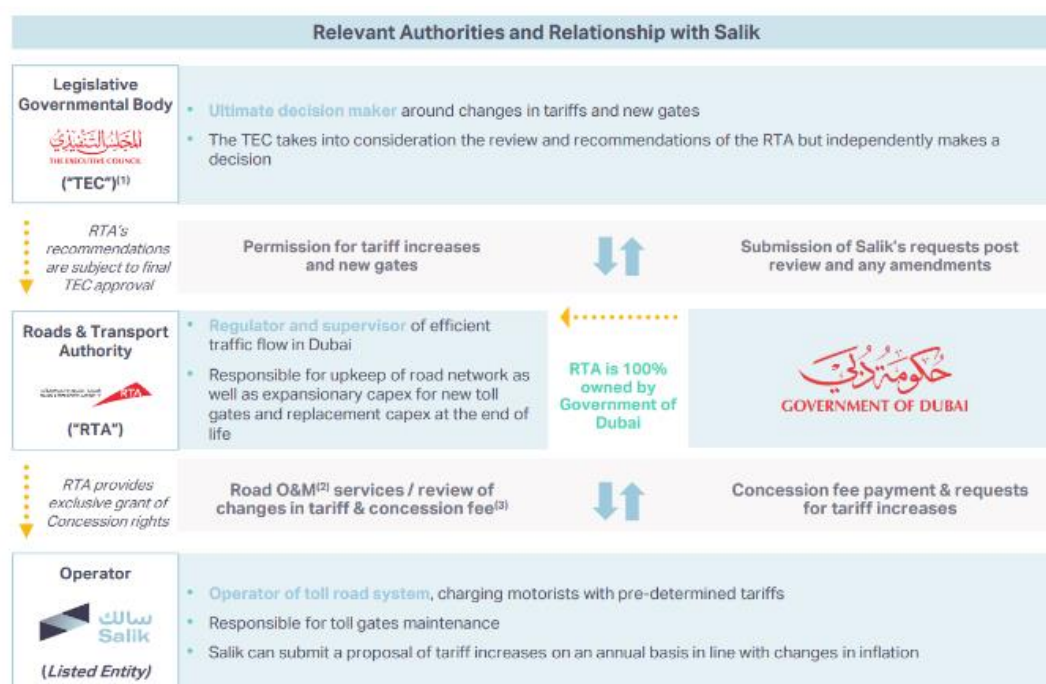 Relevant Authorities and Relationship with Salik
Legislative
Governmental Body
المجلس التنفيذي
THE EXECUTIVE COUNCIL
("TEC")(1)
• Ultimate decision maker around changes in tariffs and new gates
• The TEC takes into consideration the review and recommendations of the RTA but independently makes a
decision
RTA's
recommendations
are subject to final
TEC approval
Permission for tariff increases
and new gates
Submission of Salik's requests post
review and any amendments
Roads & Transport
Authority
RTA
("RTA")
• Regulator and supervisor of efficient
traffic flow in Dubai
• Responsible for upkeep of road network as
well as expansionary capex for new toll
gates and replacement capex at the end of
life
RTA is 100%
owned by
Government of
Dubai
حكومة دبي
GOVERNMENT OF DUBAI
RTA provides
exclusive grant of
Concession rights
Road O&M(2) services / review of
changes in tariff & concession fee(3)
Concession fee payment & requests
for tariff increases
Operator
سالك
Salik
(Listed Entity)
• Operator of toll road system, charging motorists with pre-determined tariffs
• Responsible for toll gates maintenance
• Salik can submit a proposal of tariff increases on an annual basis in line with changes in inflation